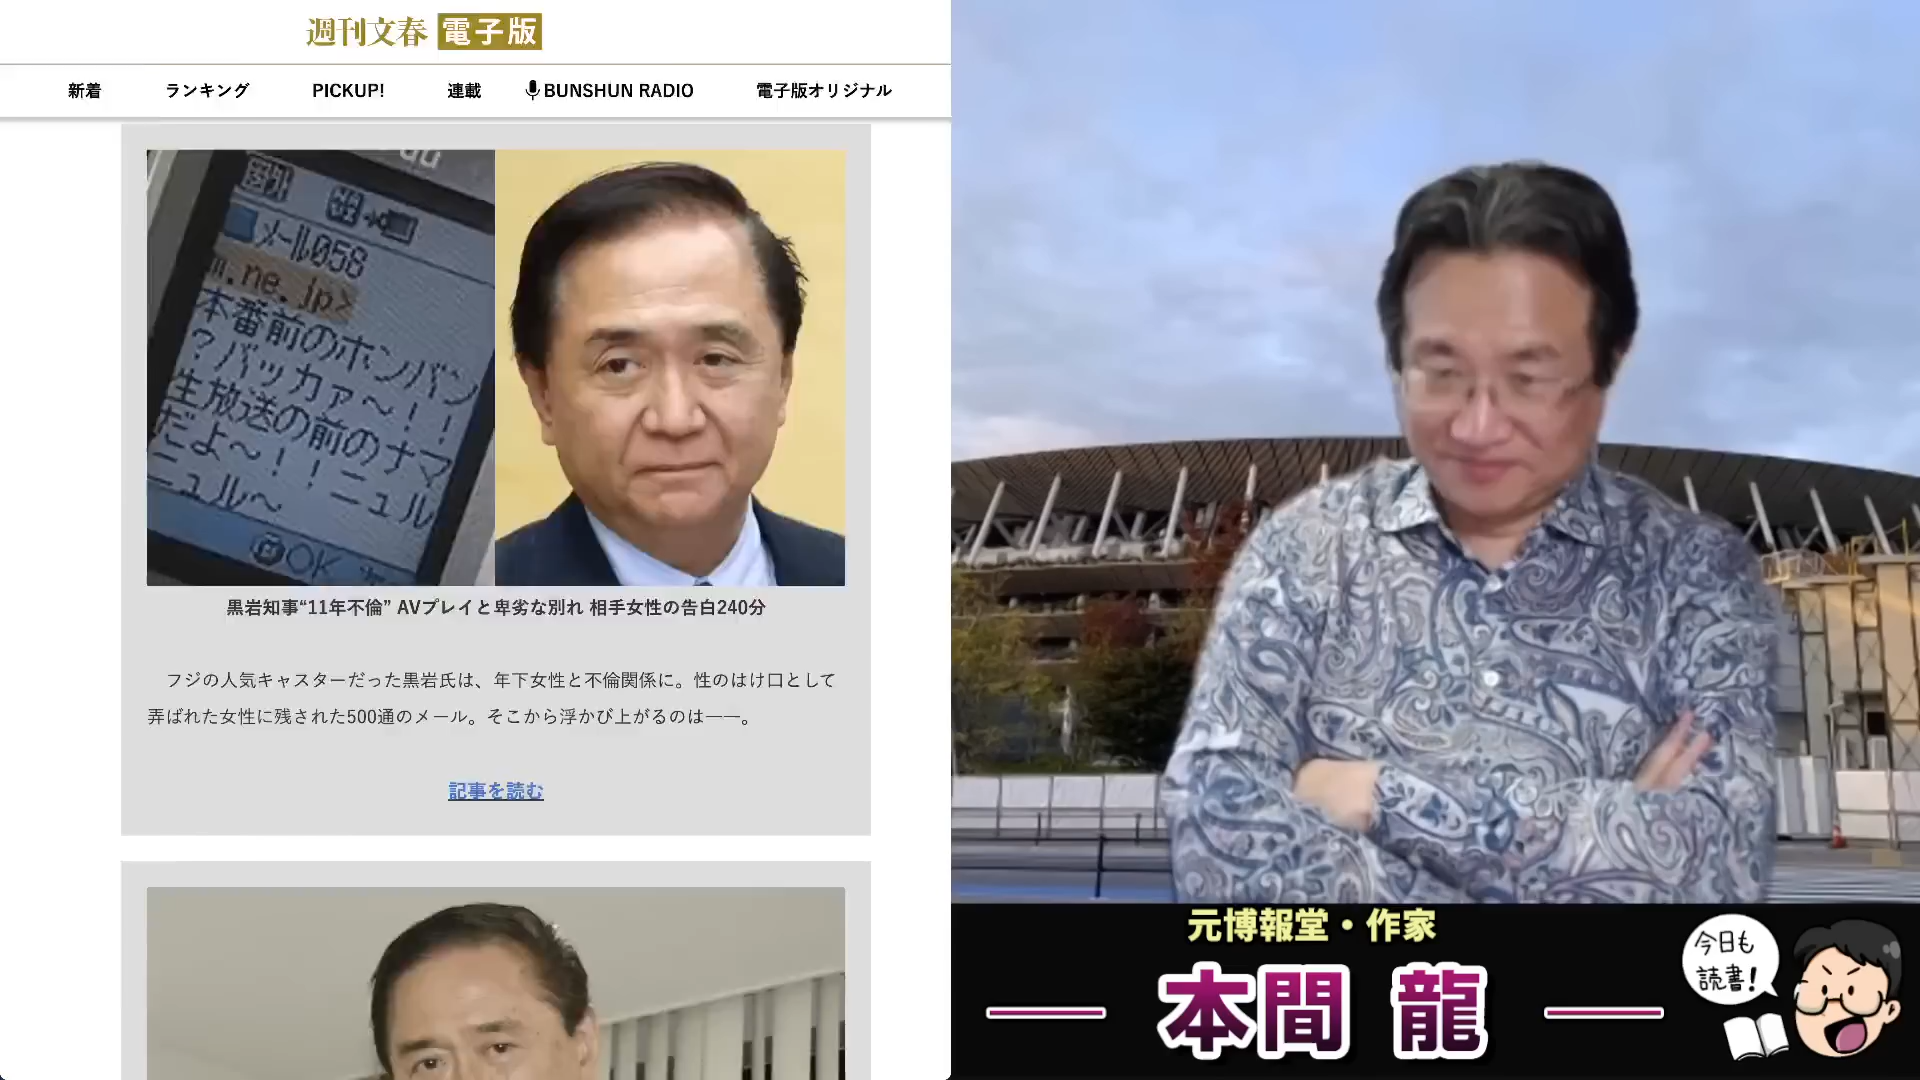 週刊文春 電子版
新着 ランキング PICKUP! 連載 BUNSHUN RADIO 電子版オリジナル
圏外
メール058
m.ne.jp>
本番前のホンバン
？バッカァ～！！
生放送の前のナマ
だよ～！！ニュル
ニュル～
OK
黒岩知事“11年不倫” AVプレイと卑劣な別れ 相手女性の告白240分
フジの人気キャスターだった黒岩氏は、年下女性と不倫関係に。性のはけ口として
弄ばれた女性に残された500通のメール。そこから浮かび上がるのは――。
記事を読む
元博報堂・作家
本間 龍
今日も
読書!